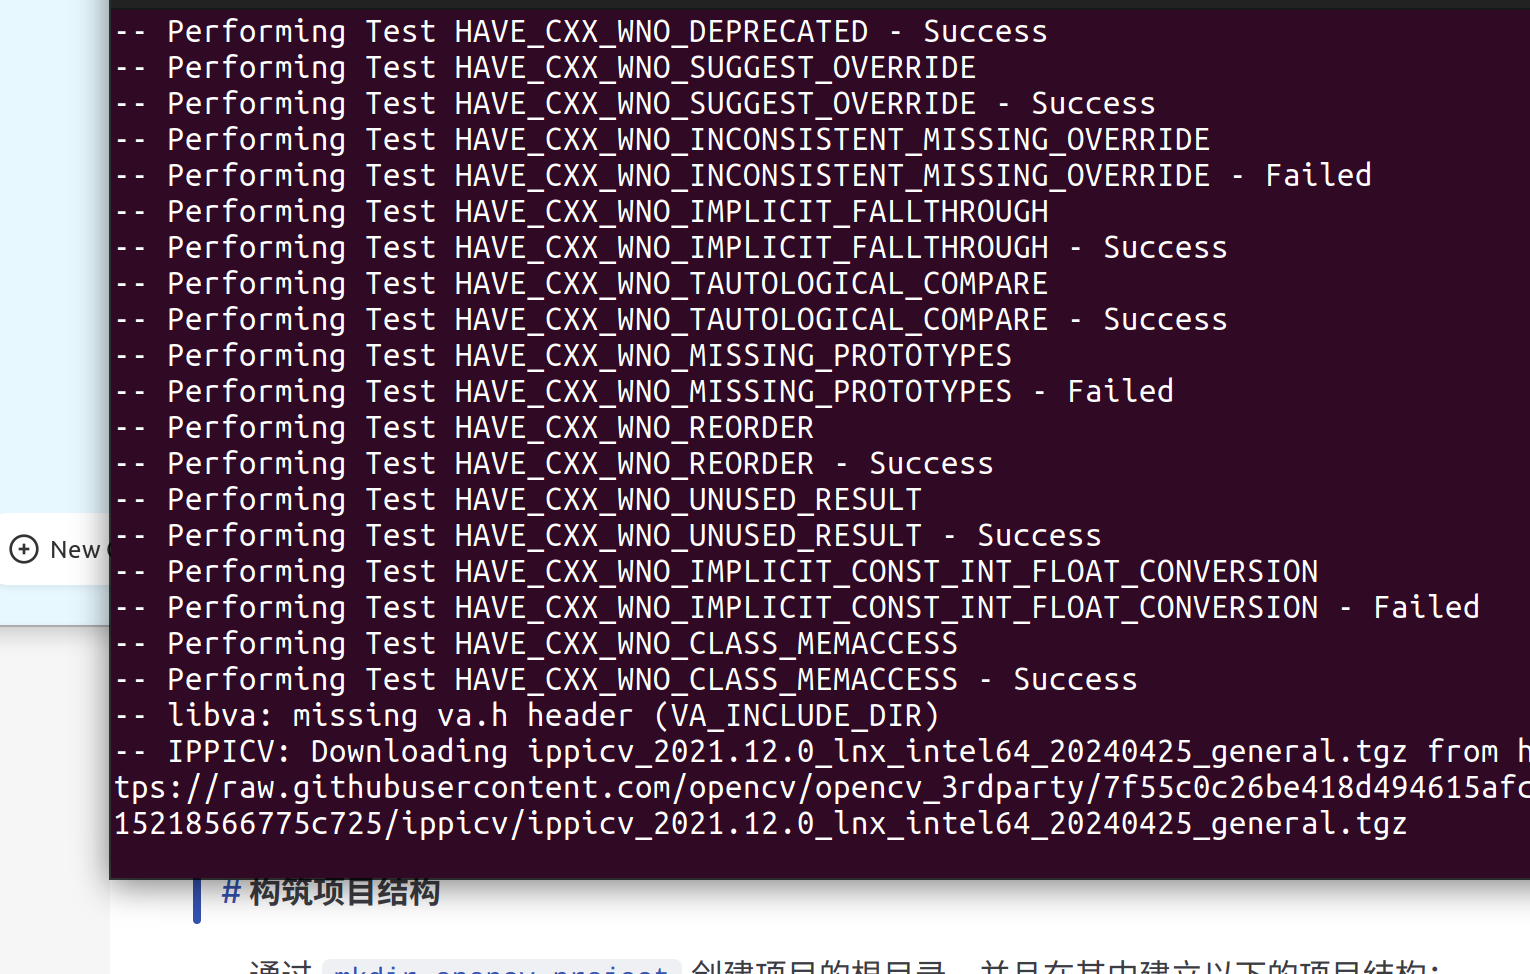 -- Performing Test HAVE_CXX_WNO_DEPRECATED - Success
-- Performing Test HAVE_CXX_WNO_SUGGEST_OVERRIDE
-- Performing Test HAVE_CXX_WNO_SUGGEST_OVERRIDE - Success
-- Performing Test HAVE_CXX_WNO_INCONSISTENT_MISSING_OVERRIDE
-- Performing Test HAVE_CXX_WNO_INCONSISTENT_MISSING_OVERRIDE - Failed
-- Performing Test HAVE_CXX_WNO_IMPLICIT_FALLTHROUGH
-- Performing Test HAVE_CXX_WNO_IMPLICIT_FALLTHROUGH - Success
-- Performing Test HAVE_CXX_WNO_TAUTOLOGICAL_COMPARE
-- Performing Test HAVE_CXX_WNO_TAUTOLOGICAL_COMPARE - Success
-- Performing Test HAVE_CXX_WNO_MISSING_PROTOTYPES
-- Performing Test HAVE_CXX_WNO_MISSING_PROTOTYPES - Failed
-- Performing Test HAVE_CXX_WNO_REORDER
-- Performing Test HAVE_CXX_WNO_REORDER - Success
-- Performing Test HAVE_CXX_WNO_UNUSED_RESULT
-- Performing Test HAVE_CXX_WNO_UNUSED_RESULT - Success
-- Performing Test HAVE_CXX_WNO_IMPLICIT_CONST_INT_FLOAT_CONVERSION
-- Performing Test HAVE_CXX_WNO_IMPLICIT_CONST_INT_FLOAT_CONVERSION - Failed
-- Performing Test HAVE_CXX_WNO_CLASS_MEMACCESS
-- Performing Test HAVE_CXX_WNO_CLASS_MEMACCESS - Success
-- libva: missing va.h header (VA_INCLUDE_DIR)
-- IPPICV: Downloading ippicv_2021.12.0_lnx_intel64_20240425_general.tgz from h
tps://raw.githubusercontent.com/opencv/opencv_3rdparty/7f55c0c26be418d494615afc
15218566775c725/ippicv/ippicv_2021.12.0_lnx_intel64_20240425_general.tgz
New
# 构筑项目结构
通过 mkdir opencv_project 创建项目的根目录，并且在其中建立以下的项目结构：